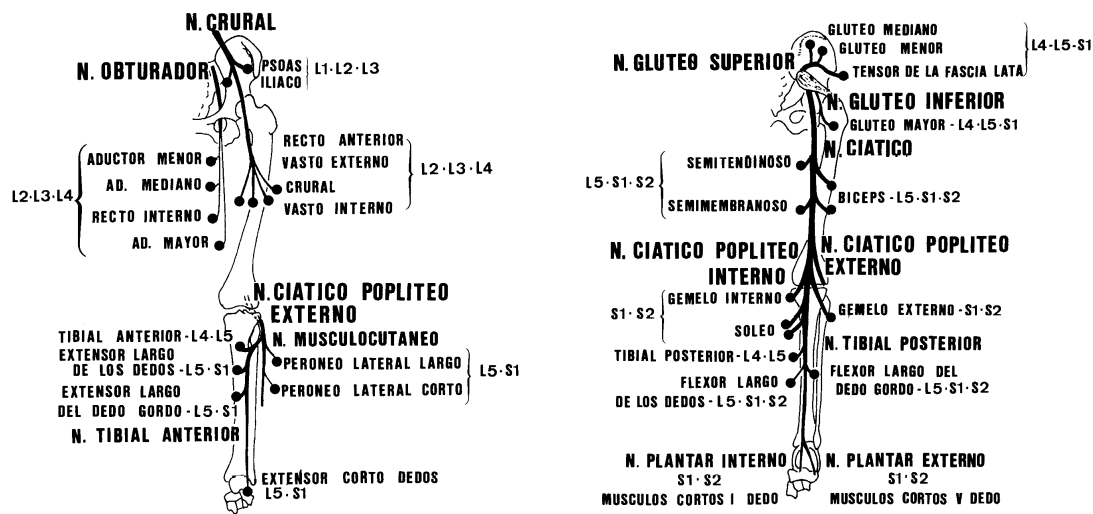 N. CRURAL
N. OBTURADOR
PSOAS
ILIACO
L1·L2·L3
RECTO ANTERIOR
VASTO EXTERNO
CRURAL
VASTO INTERNO
L2·L3·L4
ADUCTOR MENOR
AD. MEDIANO
RECTO INTERNO
AD. MAYOR
L2·L3·L4
N. CIATICO POPLITEO
EXTERNO
N. MUSCULOCUTANEO
TIBIAL ANTERIOR-L4·L5
EXTENSOR LARGO
DE LOS DEDOS-L5·S1
EXTENSOR LARGO
DEL DEDO GORDO-L5·S1
PERONEO LATERAL LARGO
PERONEO LATERAL CORTO
L5·S1
N. TIBIAL ANTERIOR
EXTENSOR CORTO DEDOS
L5·S1
GLUTEO MEDIANO
GLUTEO MENOR
TENSOR DE LA FASCIA LATA
L4-L5-S1
N. GLUTEO SUPERIOR
N. GLUTEO INFERIOR
GLUTEO MAYOR-L4·L5·S1
N. CIATICO
SEMITENDINOSO
SEMIMEMBRANOSO
L5·S1·S2
BICEPS-L5·S1·S2
N. CIATICO POPLITEO
INTERNO
N. CIATICO POPLITEO
EXTERNO
GEMELO INTERNO
SOLEO
S1·S2
GEMELO EXTERNO-S1·S2
TIBIAL POSTERIOR-L4·L5
N. TIBIAL POSTERIOR
FLEXOR LARGO
DE LOS DEDOS-L5·S1·S2
FLEXOR LARGO DEL
DEDO GORDO-L5·S1·S2
N. PLANTAR INTERNO
S1·S2
MUSCULOS CORTOS I DEDO
N. PLANTAR EXTERNO
S1·S2
MUSCULOS CORTOS V DEDO